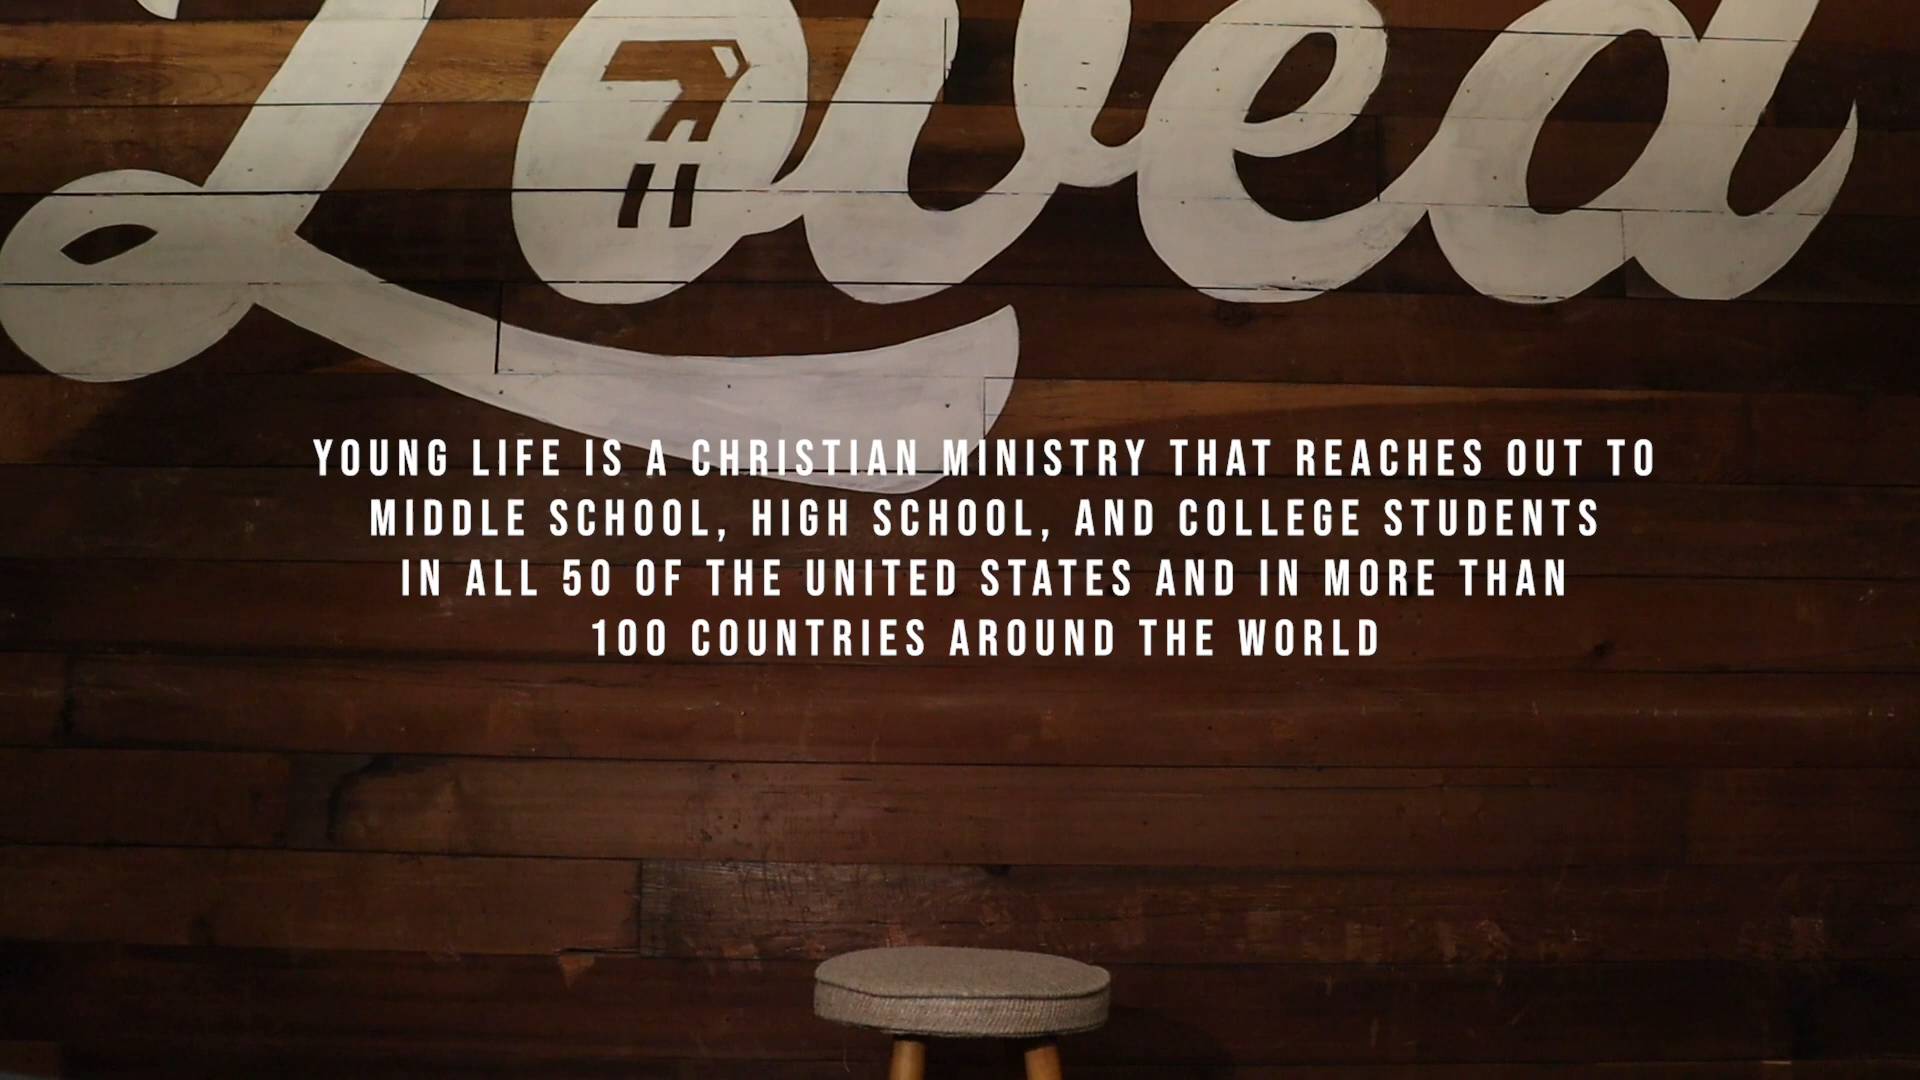 Loved
YOUNG LIFE IS A CHRISTIAN MINISTRY THAT REACHES OUT TO
MIDDLE SCHOOL, HIGH SCHOOL, AND COLLEGE STUDENTS
IN ALL 50 OF THE UNITED STATES AND IN MORE THAN
100 COUNTRIES AROUND THE WORLD